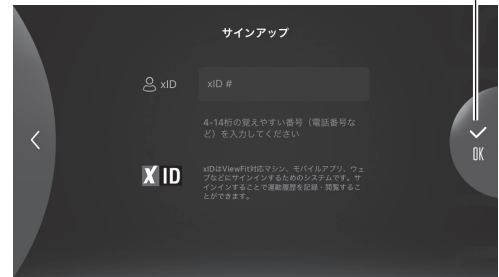 サインアップ
xID
xID #
4-14桁の覚えやすい番号（電話番号な
ど）を入力してください
X ID
xIDはViewFit対応マシン、モバイルアプリ、ウェ
ブなどにサインインするためのシステムです。サ
インインすることで運動履歴を記録・閲覧するこ
とができます。
OK